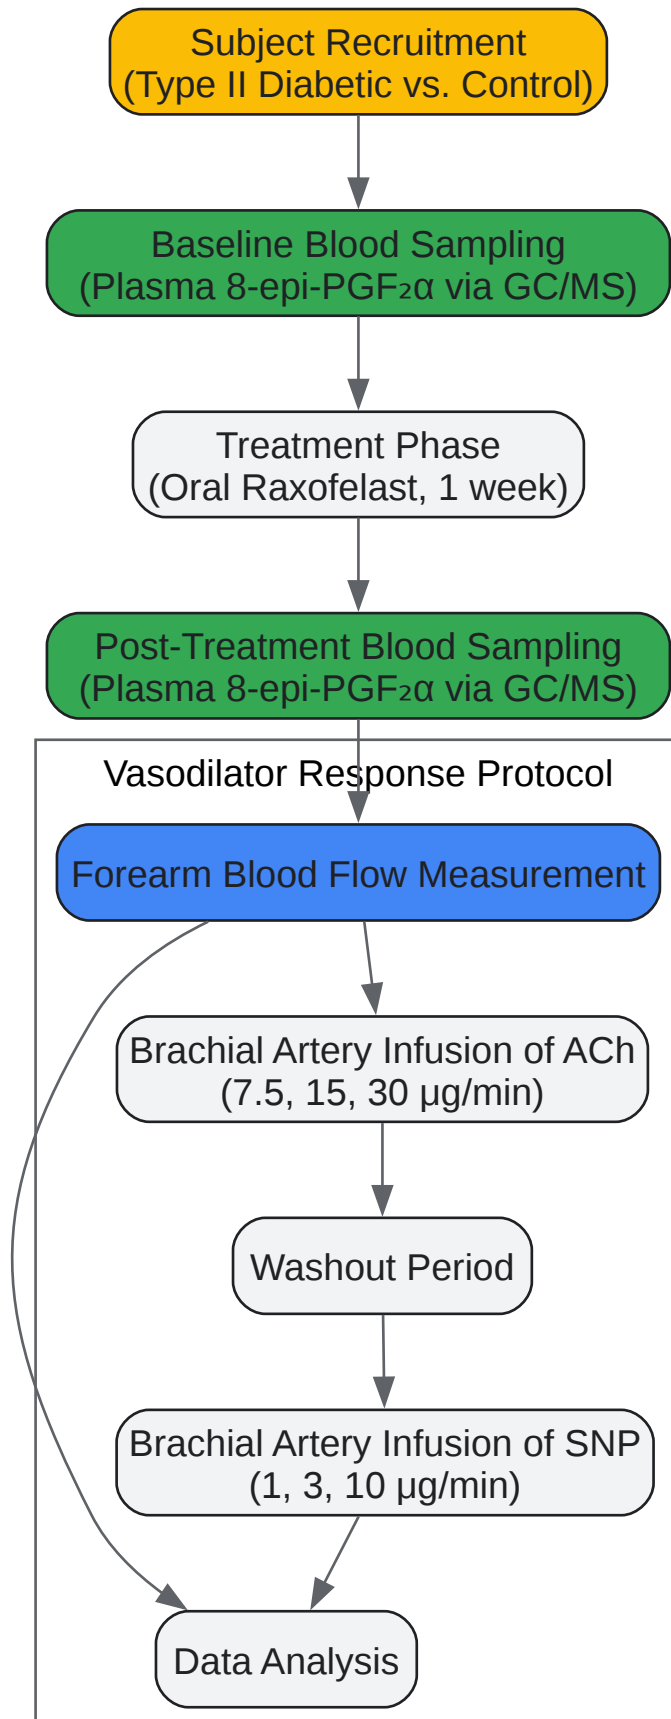 Subject Recruitment
(Type II Diabetic vs. Control)
Baseline Blood Sampling
(Plasma 8-epi-PGF₂α via GC/MS)
Treatment Phase
(Oral Raxofelast, 1 week)
Post-Treatment Blood Sampling
(Plasma 8-epi-PGF₂α via GC/MS)
Vasodilator Response Protocol
Forearm Blood Flow Measurement
Brachial Artery Infusion of ACh
(7.5, 15, 30 μg/min)
Washout Period
Brachial Artery Infusion of SNP
(1, 3, 10 μg/min)
Data Analysis